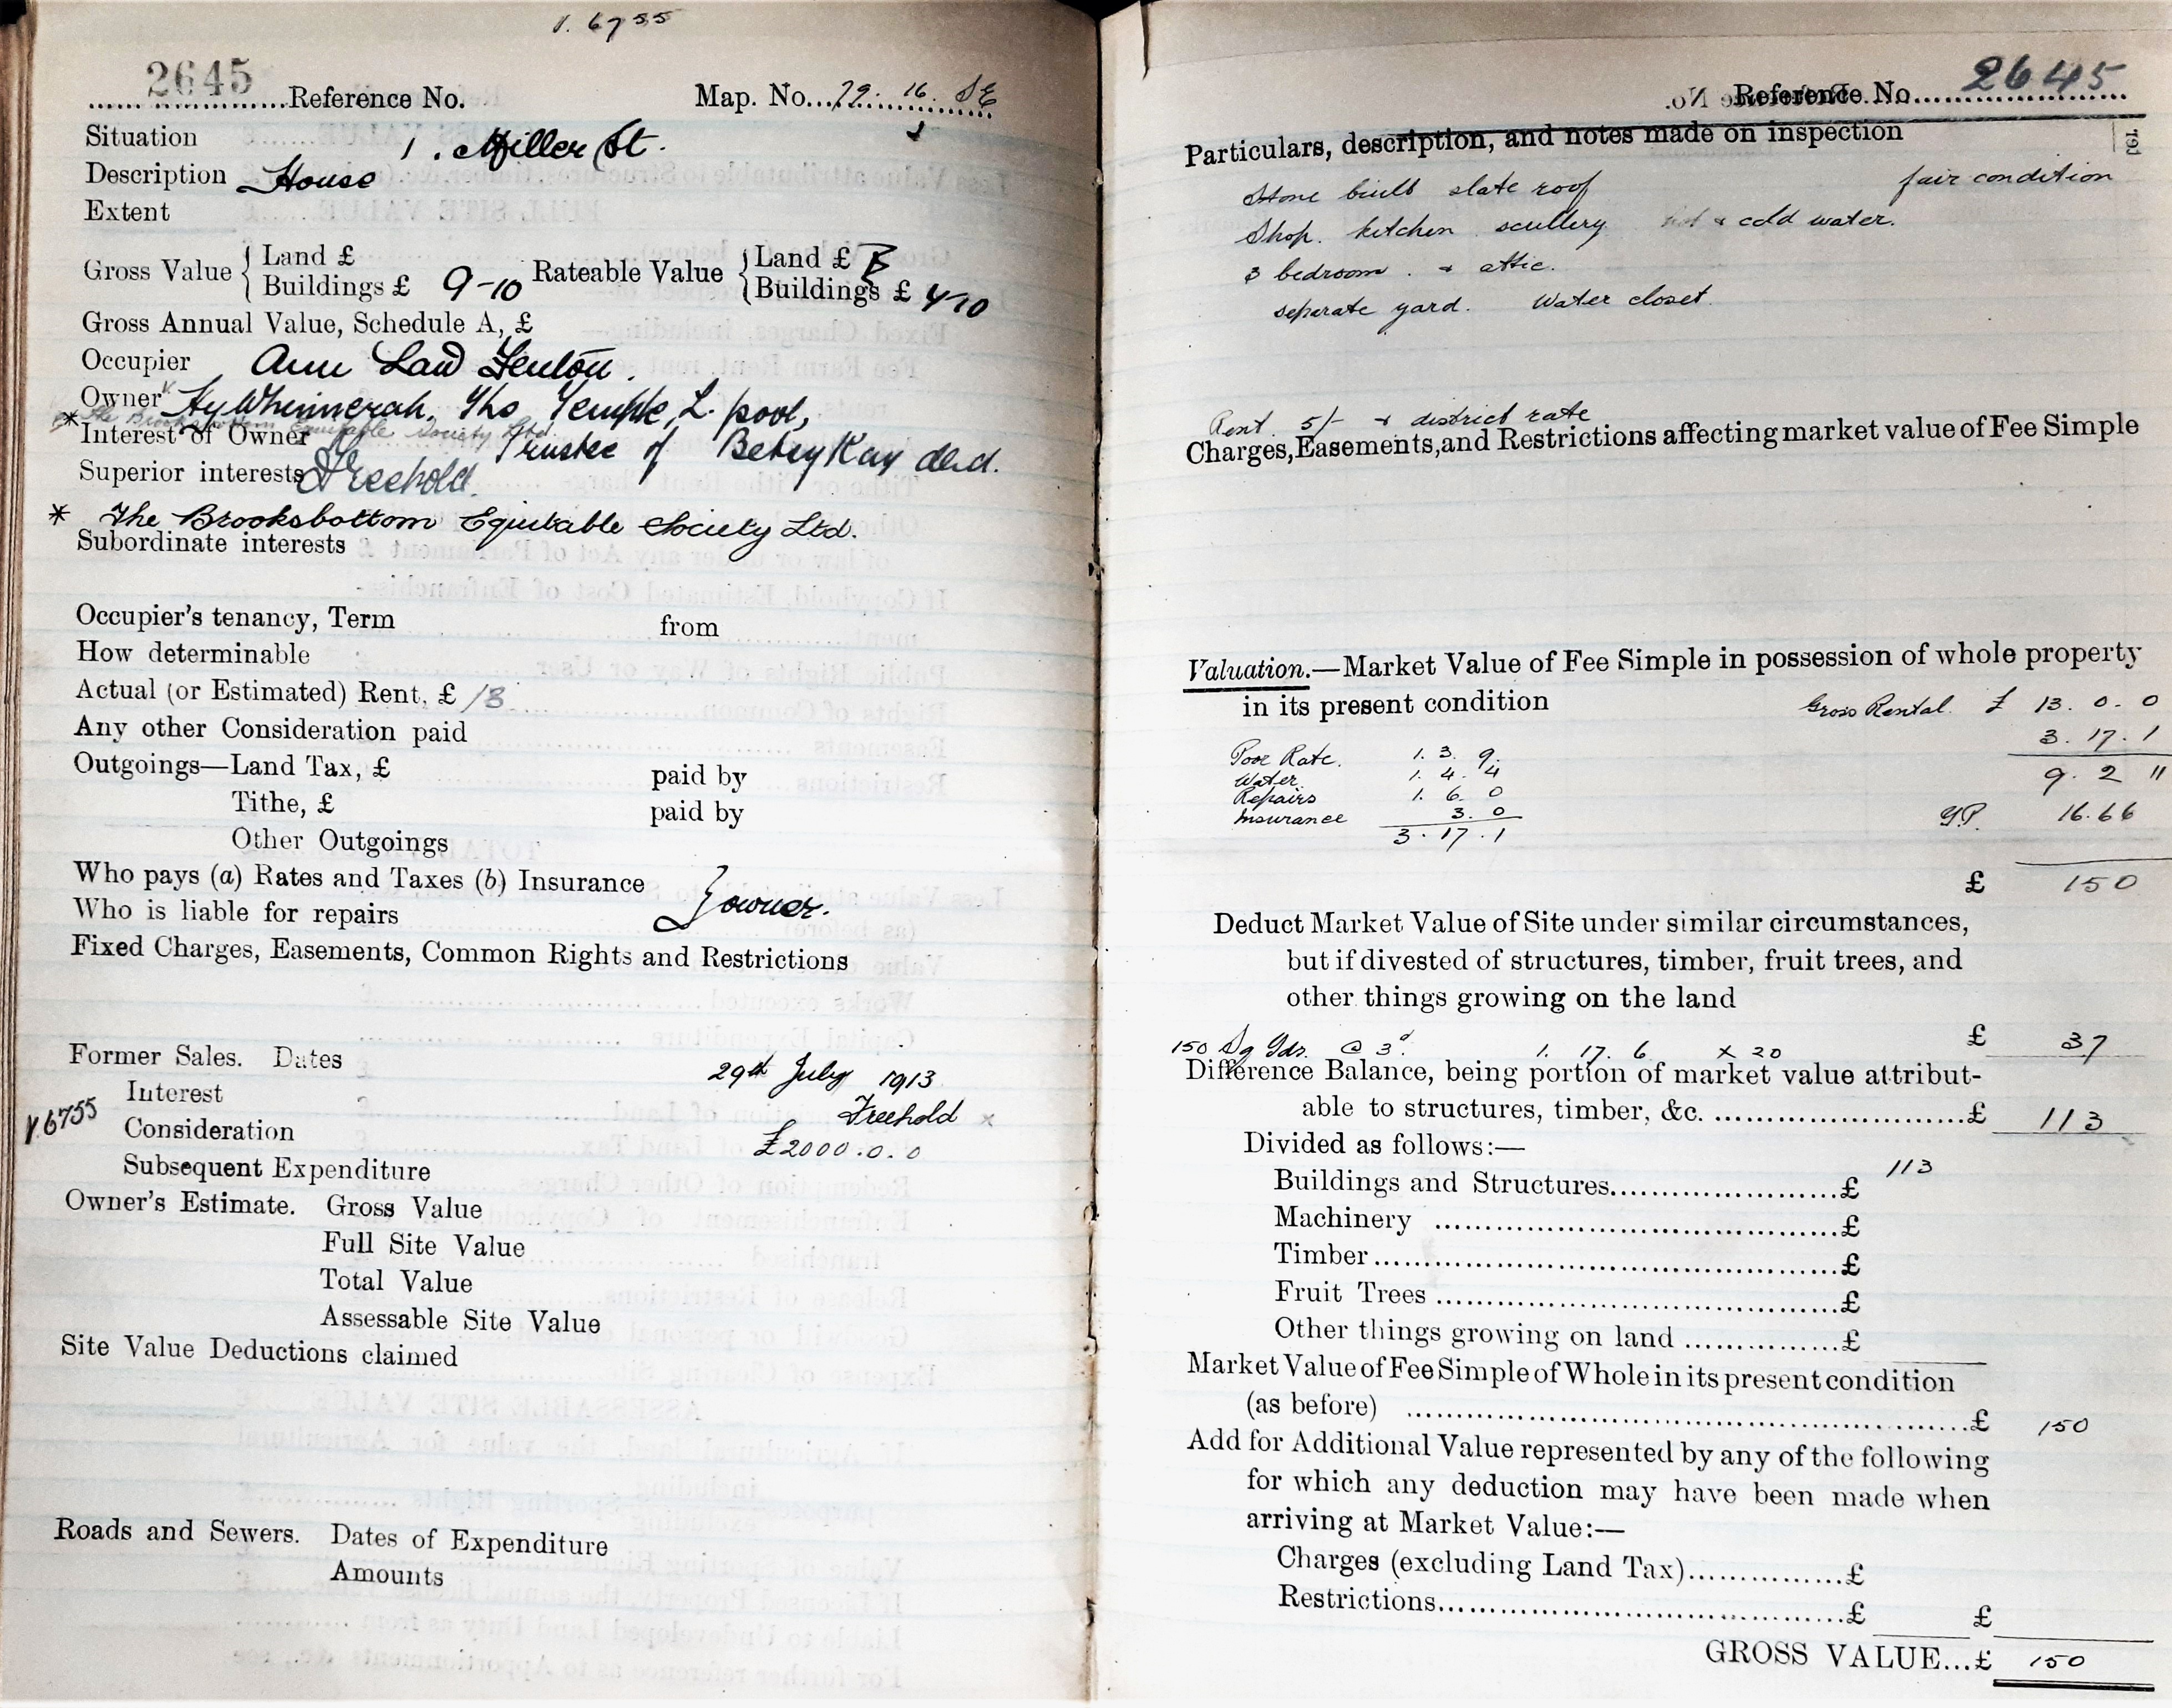 V. 6755
2645 Reference No. Map. No. 79. 16. SE
Situation 1. Miller St.
Description House
Extent
Gross Value { Land £ Rateable Value { Land £
Buildings £ 9-10 Buildings £ 4-10
Gross Annual Value, Schedule A, £
Occupier Ann Law Fenton.
Owner Hy Whinnerah, Tho Temple, L. pool,
* The Brooksbottom Equitable Society Ltd.
Interest of Owner Trustee of Betsy Kay decd.
Superior interests Freehold.
* The Brooksbottom Equitable Society Ltd.
Subordinate interests
Occupier's tenancy, Term from
How determinable
Actual (or Estimated) Rent, £ 13
Any other Consideration paid
Outgoings—Land Tax, £ paid by
Tithe, £ paid by
Other Outgoings
Who pays (a) Rates and Taxes (b) Insurance
Who is liable for repairs } owner.
Fixed Charges, Easements, Common Rights and Restrictions
Former Sales. Dates 29th July 1913
Interest Freehold x
V.6755 Consideration £2000.0.0
Subsequent Expenditure
Owner's Estimate. Gross Value
Full Site Value
Total Value
Assessable Site Value
Site Value Deductions claimed
Roads and Sewers. Dates of Expenditure
Amounts
Reference No. 2645
Particulars, description, and notes made on inspection
Stone built slate roof fair condition
Shop. kitchen scullery & cold water.
3 bedroom. & attic.
separate yard. Water closet.
Rent 5/- & district rate
Charges, Easements, and Restrictions affecting market value of Fee Simple
Valuation.—Market Value of Fee Simple in possession of whole property
in its present condition Gross Rental £ 13. 0. 0
3. 17. 1
Poor Rate. 1. 3. 9.
Water 1. 4. 4 9. 2 11
Repairs 1. 6. 0
Insurance 3. 0 Y.P. 16.66
3. 17. 1
£ 150
Deduct Market Value of Site under similar circumstances,
but if divested of structures, timber, fruit trees, and
other things growing on the land
150 Sq Yds. @ 3d. 1. 17. 6 x 20 £ 37
Difference Balance, being portion of market value attribut-
able to structures, timber, &c. £ 113
Divided as follows:—
Buildings and Structures £ 113
Machinery £
Timber £
Fruit Trees £
Other things growing on land £
Market Value of Fee Simple of Whole in its present condition
(as before) £ 150
Add for Additional Value represented by any of the following
for which any deduction may have been made when
arriving at Market Value:—
Charges (excluding Land Tax) £
Restrictions £ £
GROSS VALUE...£ 150